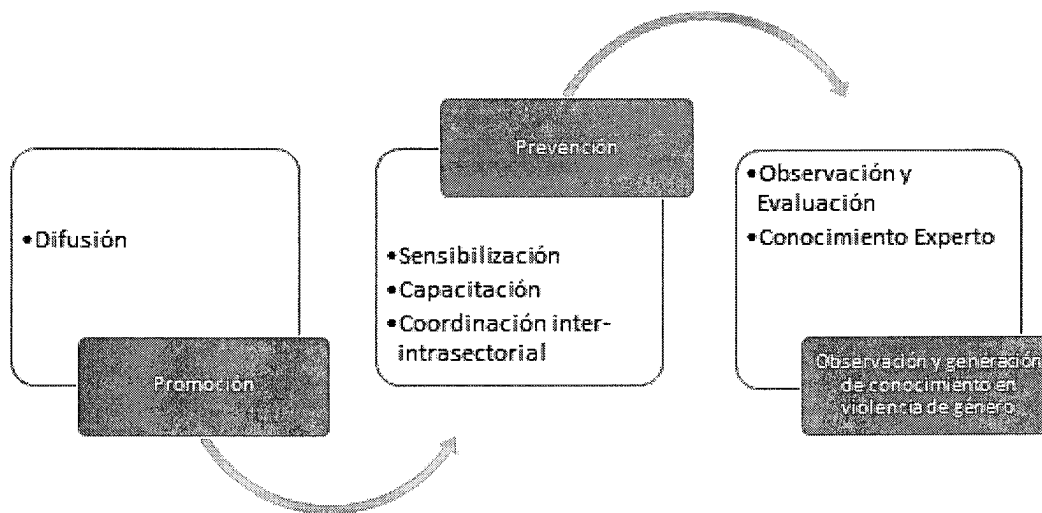 •Difusión
Promoción
Prevención
•Sensibilización
•Capacitación
•Coordinación inter-
intrasectorial
•Observación y
Evaluación
•Conocimiento Experto
Observación y generación
de conocimiento en
violencia de género